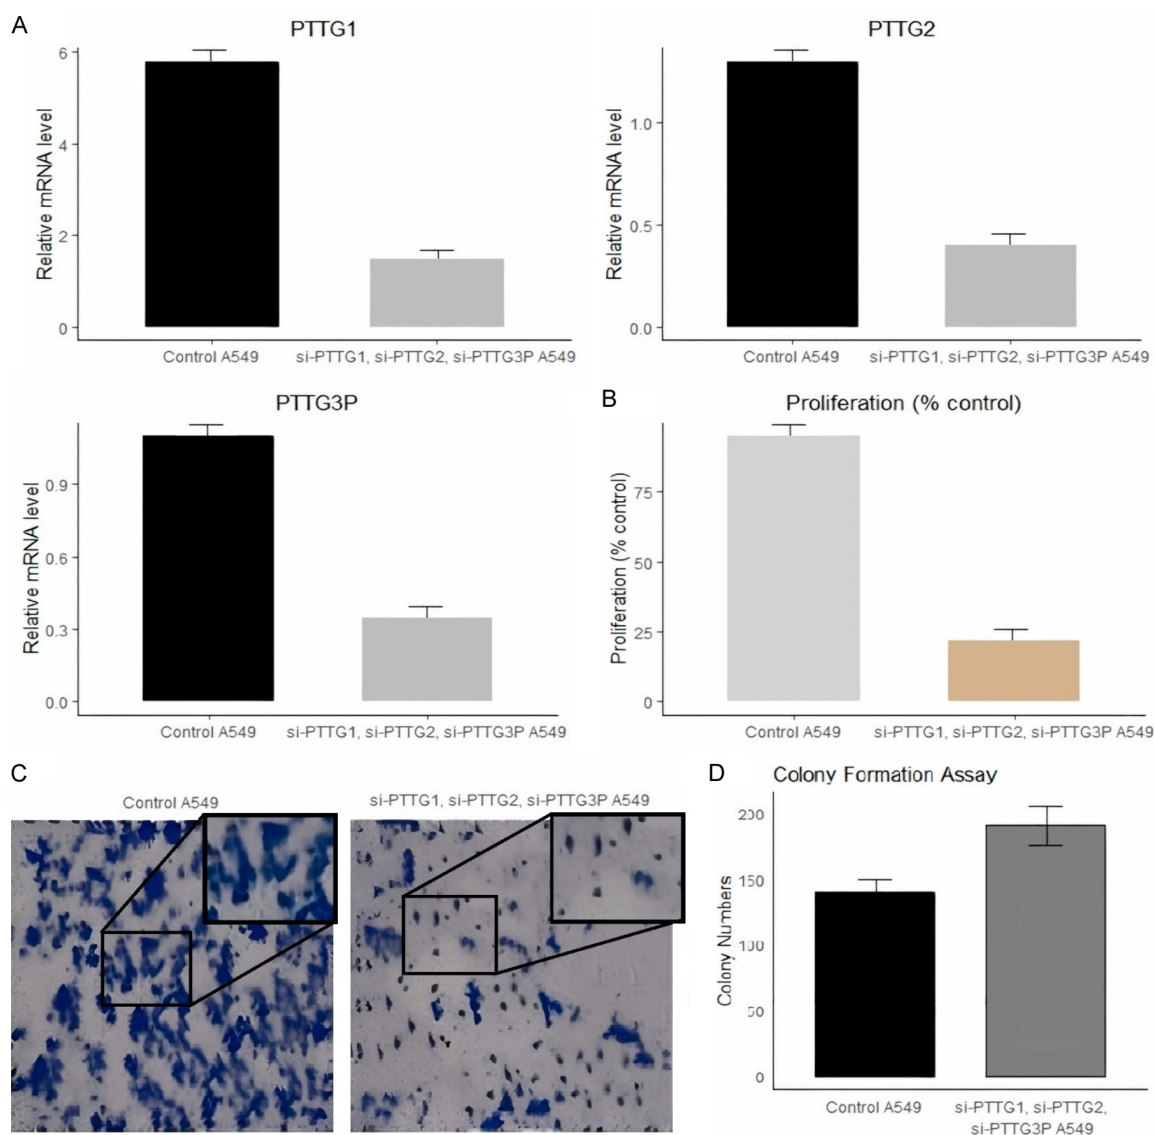 A
PTTG1
Relative mRNA level
6
4
2
0
Control A549
si-PTTG1, si-PTTG2, si-PTTG3P A549
PTTG2
Relative mRNA level
1.0
0.5
0.0
Control A549
si-PTTG1, si-PTTG2, si-PTTG3P A549
PTTG3P
Relative mRNA level
0.9
0.6
0.3
0.0
Control A549
si-PTTG1, si-PTTG2, si-PTTG3P A549
B
Proliferation (% control)
Proliferation (% control)
75
50
25
0
Control A549
si-PTTG1, si-PTTG2, si-PTTG3P A549
C
Control A549
si-PTTG1, si-PTTG2, si-PTTG3P A549
D
Colony Formation Assay
Colony Numbers
200
150
100
50
0
Control A549
si-PTTG1, si-PTTG2,
si-PTTG3P A549